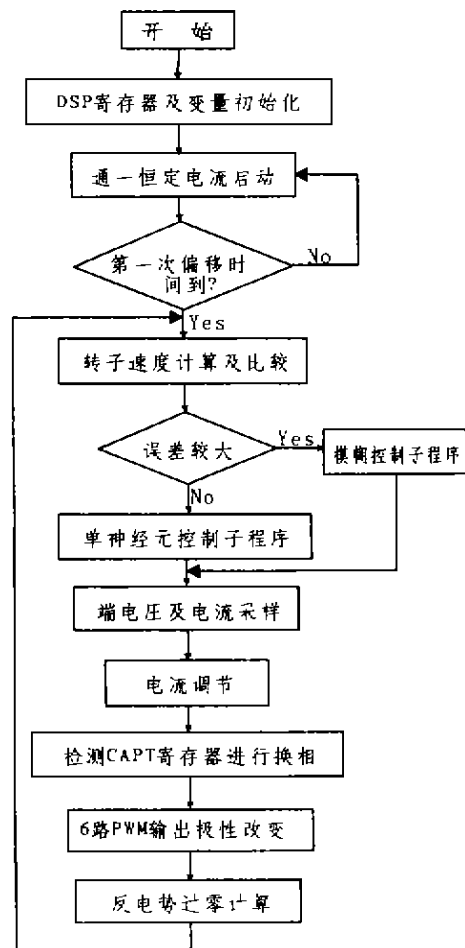 开 始
DSP寄存器及变量初始化
通一恒定电流启动
第一次偏移时
间到?
No
Yes
转子速度计算及比较
误差较大
Yes
模糊控制子程序
No
单神经元控制子程序
端电压及电流采样
电流调节
检测CAPT寄存器进行换相
6路PWM输出极性改变
反电势过零计算